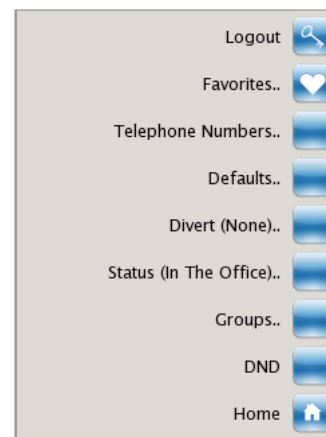 Logout
Favorites..
Telephone Numbers..
Defaults..
Divert (None)..
Status (In The Office)..
Groups..
DND
Home